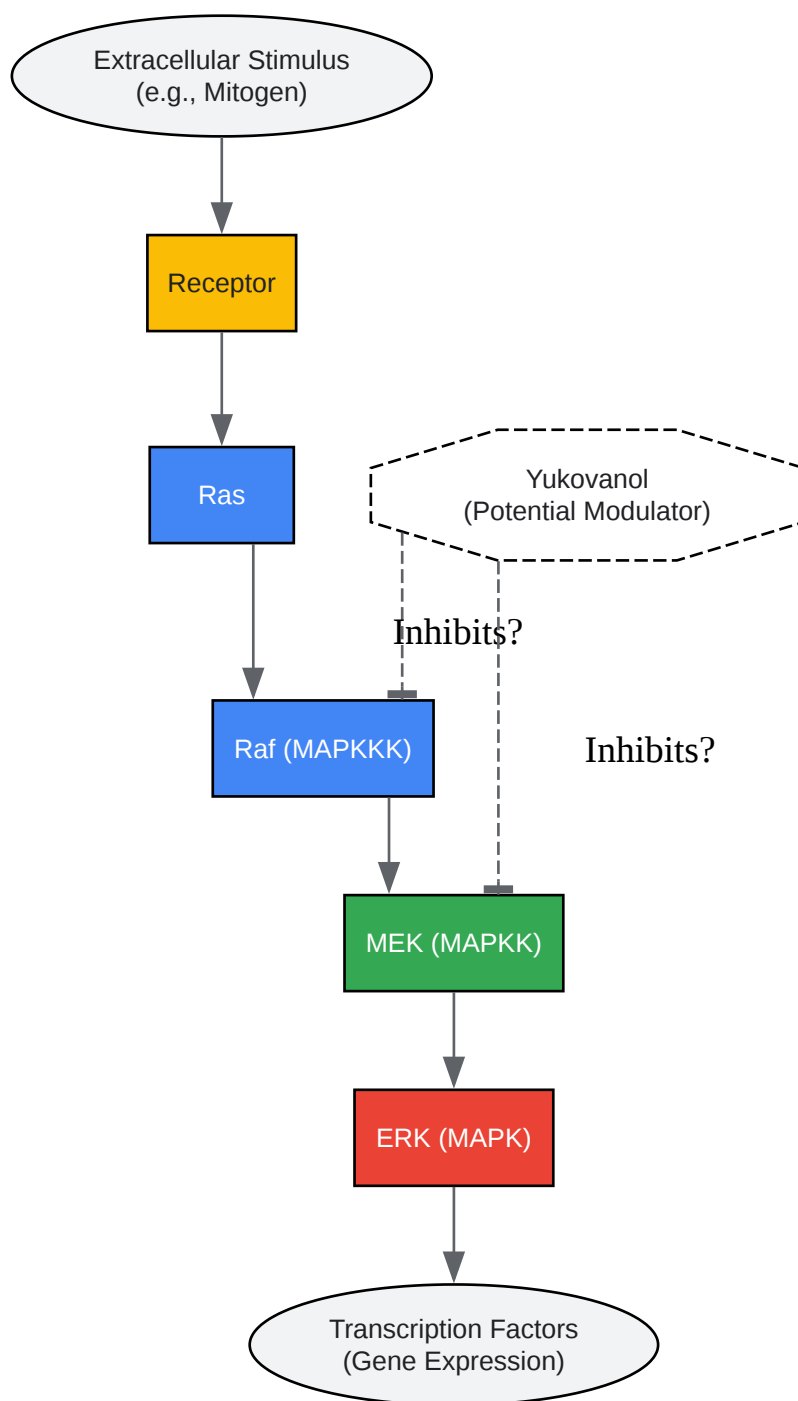 Extracellular Stimulus
(e.g., Mitogen)
Receptor
Ras
Yukovanol
(Potential Modulator)
Inhibits?
Raf (MAPKKK)
Inhibits?
MEK (MAPKK)
ERK (MAPK)
Transcription Factors
(Gene Expression)